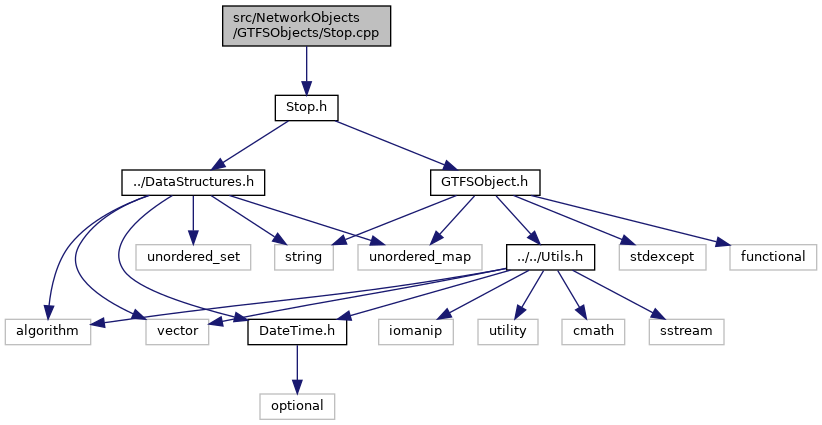 src/NetworkObjects
/GTFSObjects/Stop.cpp
Stop.h
../DataStructures.h
GTFSObject.h
unordered_set
string
unordered_map
../../Utils.h
stdexcept
functional
algorithm
vector
DateTime.h
iomanip
utility
cmath
sstream
optional